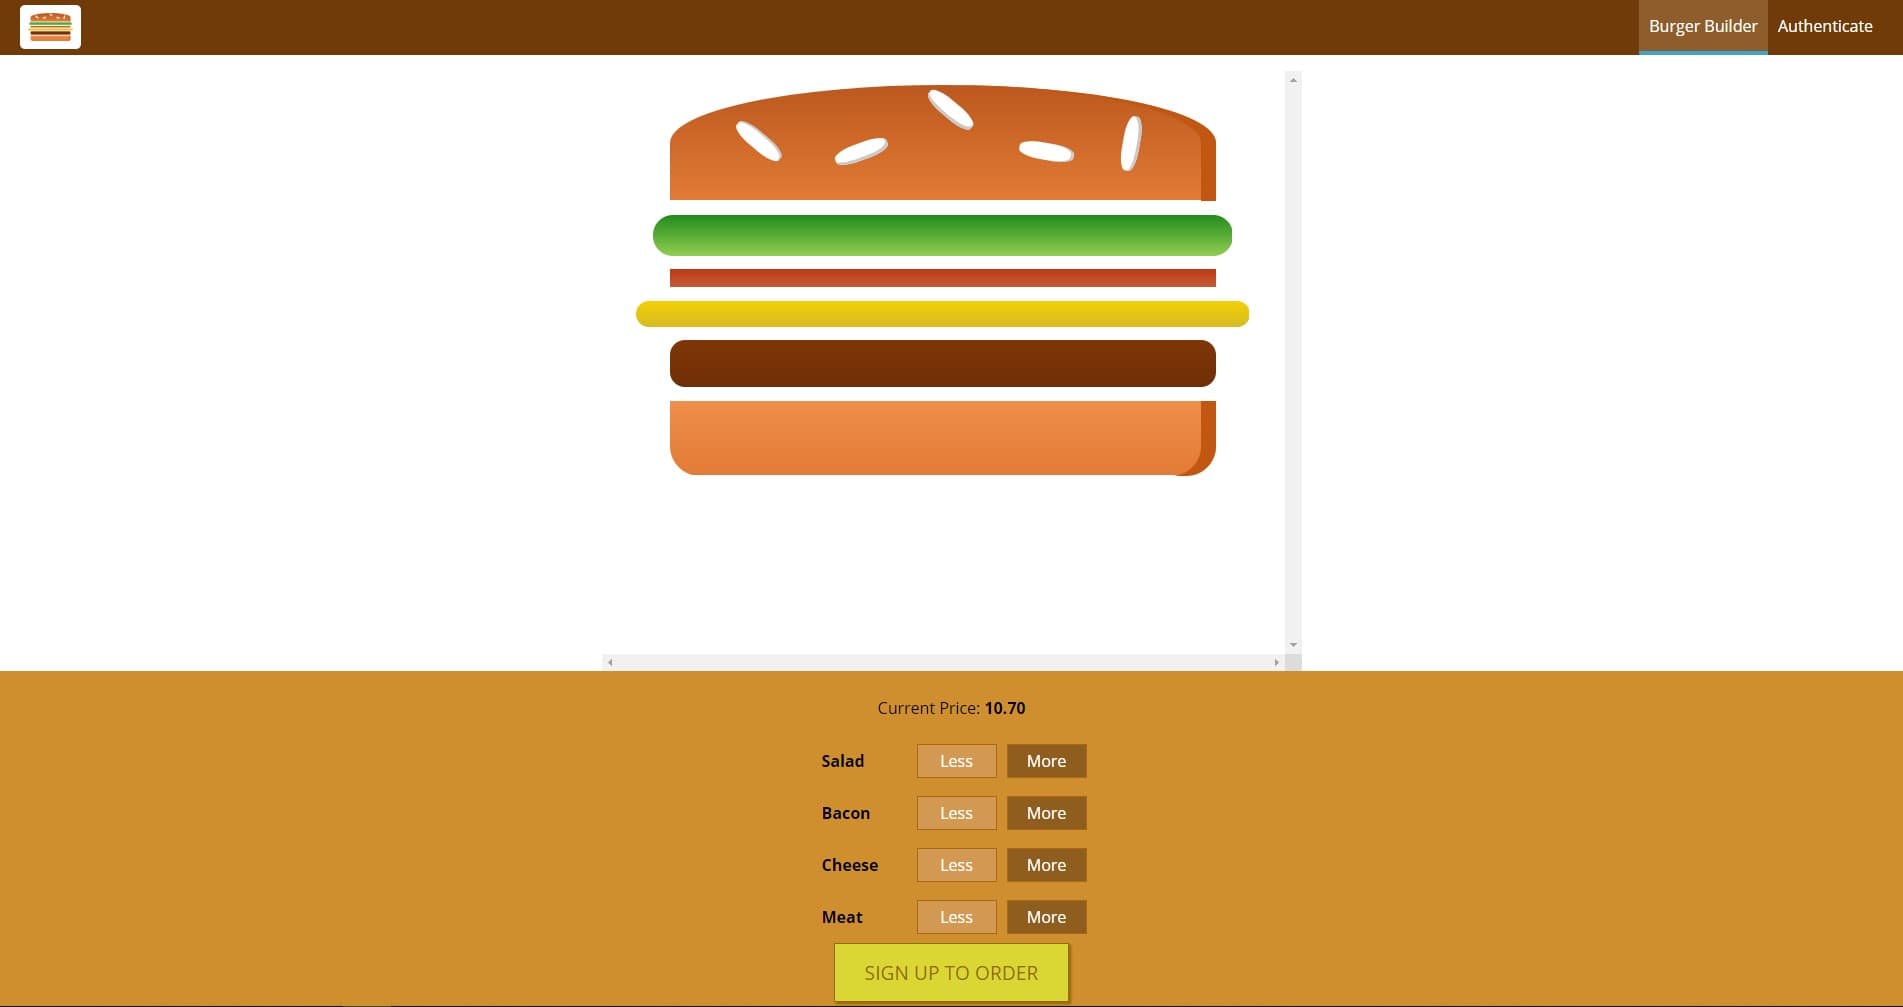 Burger Builder Authenticate
Current Price: 10.70
Salad Less More
Bacon Less More
Cheese Less More
Meat Less More
SIGN UP TO ORDER